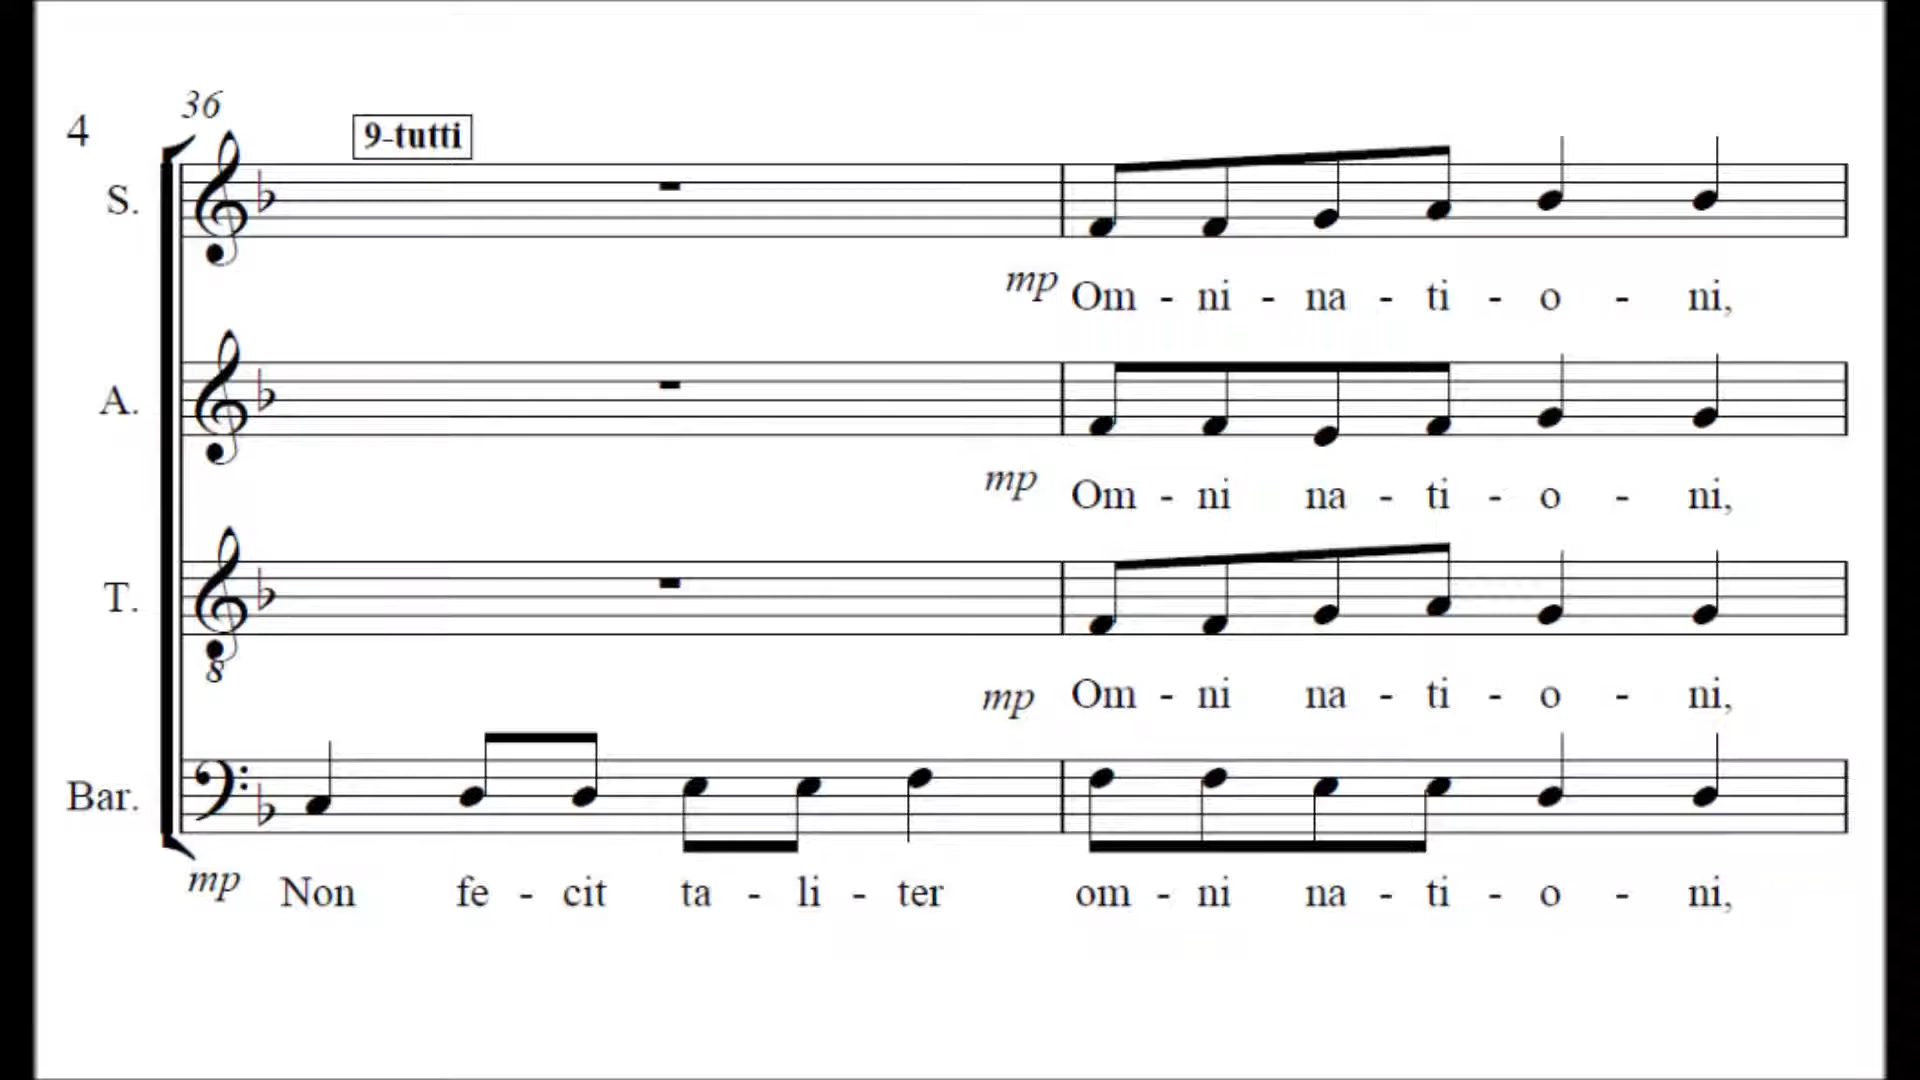 36
4
9-tutti
S.
mp Om - ni - na - ti - o - ni,
A.
mp Om - ni na - ti - o - ni,
T.
8
mp Om - ni na - ti - o - ni,
Bar.
mp Non fe - cit ta - li - ter om - ni na - ti - o - ni,